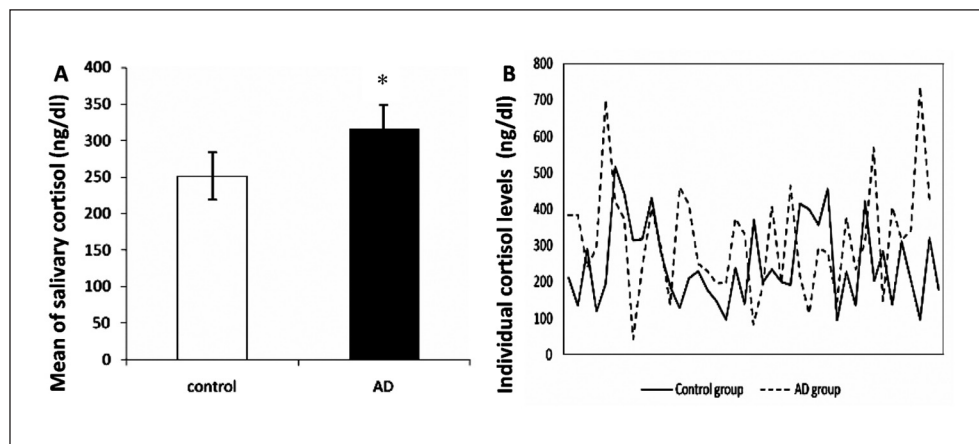 A
Mean of salivary cortisol (ng/dl)
400
350
300
250
200
150
100
50
0
*
control
AD
B
Individual cortisol levels (ng/dl)
800
700
600
500
400
300
200
100
0
Control group
AD group